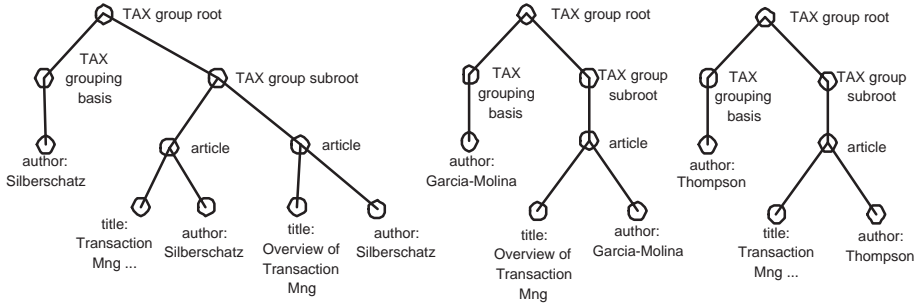 TAX group root
TAX
grouping
basis
TAX group subroot
author:
Silberschatz
article
article
title:
Transaction
Mng ...
author:
Silberschatz
title:
Overview of
Transaction
Mng
author:
Silberschatz
TAX group root
TAX
grouping
basis
TAX group
subroot
author:
Garcia-Molina
article
title:
Overview of
Transaction
Mng
author:
Garcia-Molina
TAX group root
TAX
grouping
basis
TAX group
subroot
author:
Thompson
article
title:
Transaction
Mng ...
author:
Thompson